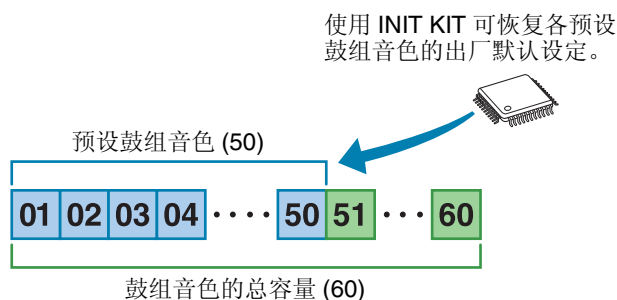 使用 INIT KIT 可恢复各预设
鼓组音色的出厂默认设定。
预设鼓组音色 (50)
01 02 03 04 ···· 50 51 ··· 60
鼓组音色的总容量 (60)